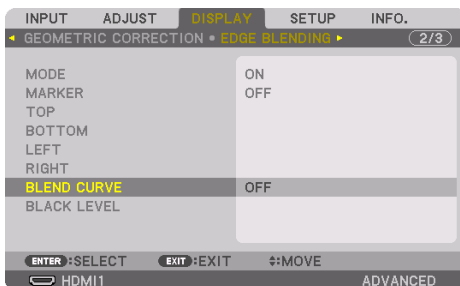 INPUT ADJUST DISPLAY SETUP INFO.
GEOMETRIC CORRECTION • EDGE BLENDING 2/3
MODE ON
MARKER OFF
TOP
BOTTOM
LEFT
RIGHT
BLEND CURVE OFF
BLACK LEVEL
ENTER :SELECT EXIT :EXIT :MOVE
HDMI1 ADVANCED